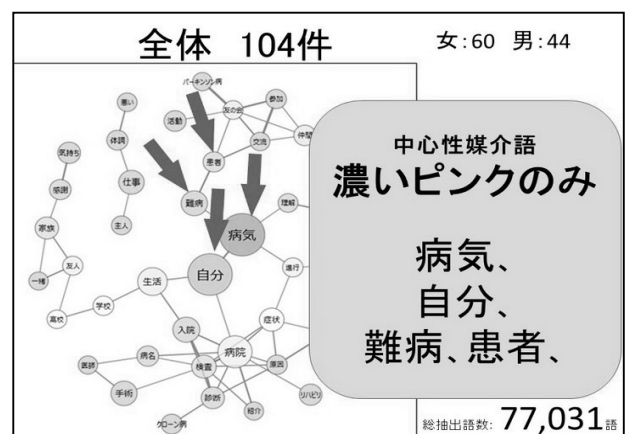 全体 104件
女:60 男:44
パーキンソン病
悪い
友の会
参加
活動
体調
交流
仲間
気持ち
患者
感謝
仕事
難病
理解
家族
主人
病気
友人
進行
一緒
生活
自分
学校
高校
入院
症状
病院
病名
医師
検査
原因
手術
診断
リハビリ
紹介
クローン病
中心性媒介語
濃いピンクのみ
病気、
自分、
難病、患者、
総抽出語数: 77,031語